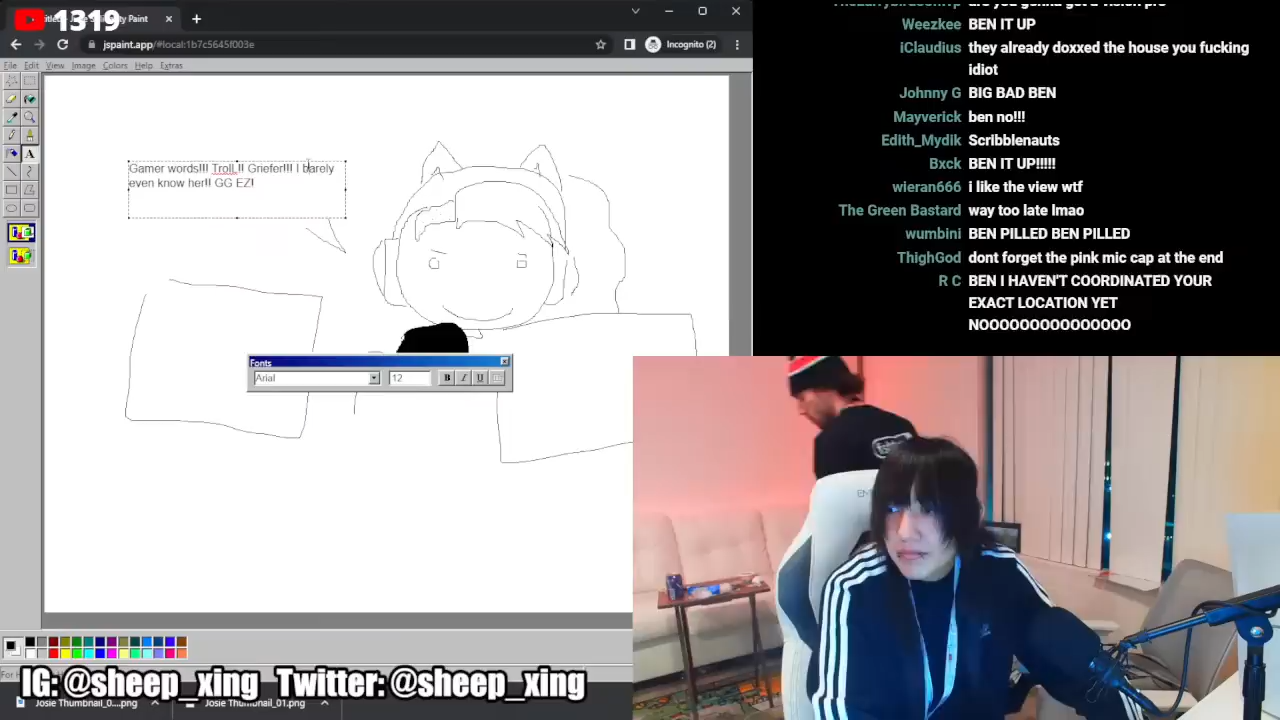 1319
Paint
jspaint.app/#local:1b7c5645f003e
Incognito (2)
File Edit View Image Colors Help Extras
Gamer words!!! TrolL!! Griefer!!! I barely
even know her!! GG EZ!
Fonts
Arial
12
B I U
IG: @sheep_xing Twitter: @sheep_xing
Josie Thumbnail_0....png
Josie Thumbnail_01.png
Weezkee BEN IT UP
iClaudius they already doxxed the house you fucking
idiot
Johnny G BIG BAD BEN
Mayverick ben no!!!
Edith_Mydik Scribblenauts
Bxck BEN IT UP!!!!!
wieran666 i like the view wtf
The Green Bastard way too late lmao
wumbini BEN PILLED BEN PILLED
ThighGod dont forget the pink mic cap at the end
R C BEN I HAVEN'T COORDINATED YOUR
EXACT LOCATION YET
NOOOOOOOOOOOOOOO